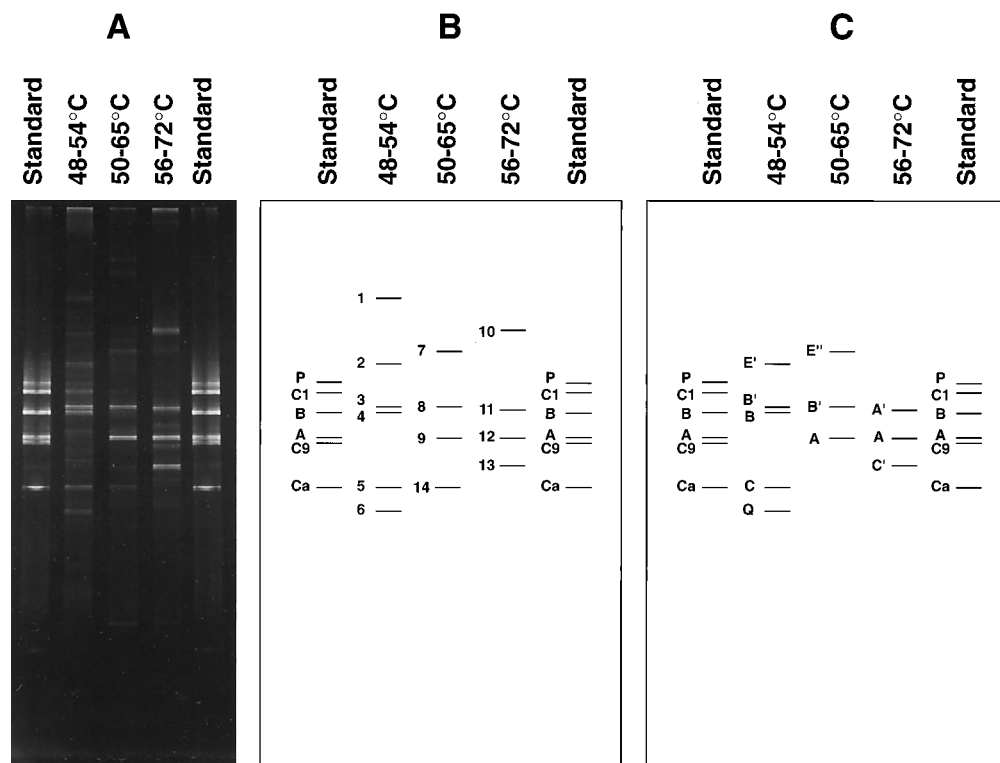 A
B
C
Standard
48-54°C
50-65°C
56-72°C
Standard
Standard
48-54°C
50-65°C
56-72°C
Standard
Standard
48-54°C
50-65°C
56-72°C
Standard
1
10
7
2
P
C1
3
B
4
8
11
A
C9
9
12
13
Ca
5
14
6
P
C1
B
A
C9
Ca
E"
E'
P
C1
B'
B
B
B'
A'
A
C9
A
A
C'
Ca
C
Q
P
C1
B
A
C9
Ca